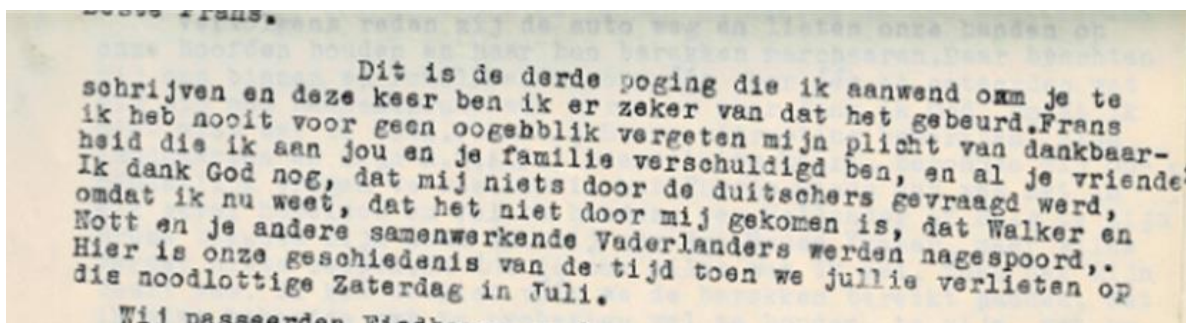 Beste Frans.
Dit is de derde poging die ik aanwend omm je te
schrijven en deze keer ben ik er zeker van dat het gebeurd.Frans
ik heb nooit voor geen oogebblik vergeten mijn plicht van dankbaar-
heid die ik aan jou en je familie verschuldigd ben, en al je vriende
Ik dank God nog, dat mij niets door de duitschers gevraagd werd,
omdat ik nu weet, dat het niet door mij gekomen is, dat Walker en
Nott en je andere samenwerkende Vaderlanders werden nagespoord,.
Hier is onze geschiedenis van de tijd toen we jullie verlieten op
die noodlottige Zaterdag in Juli.
Wij passeerden